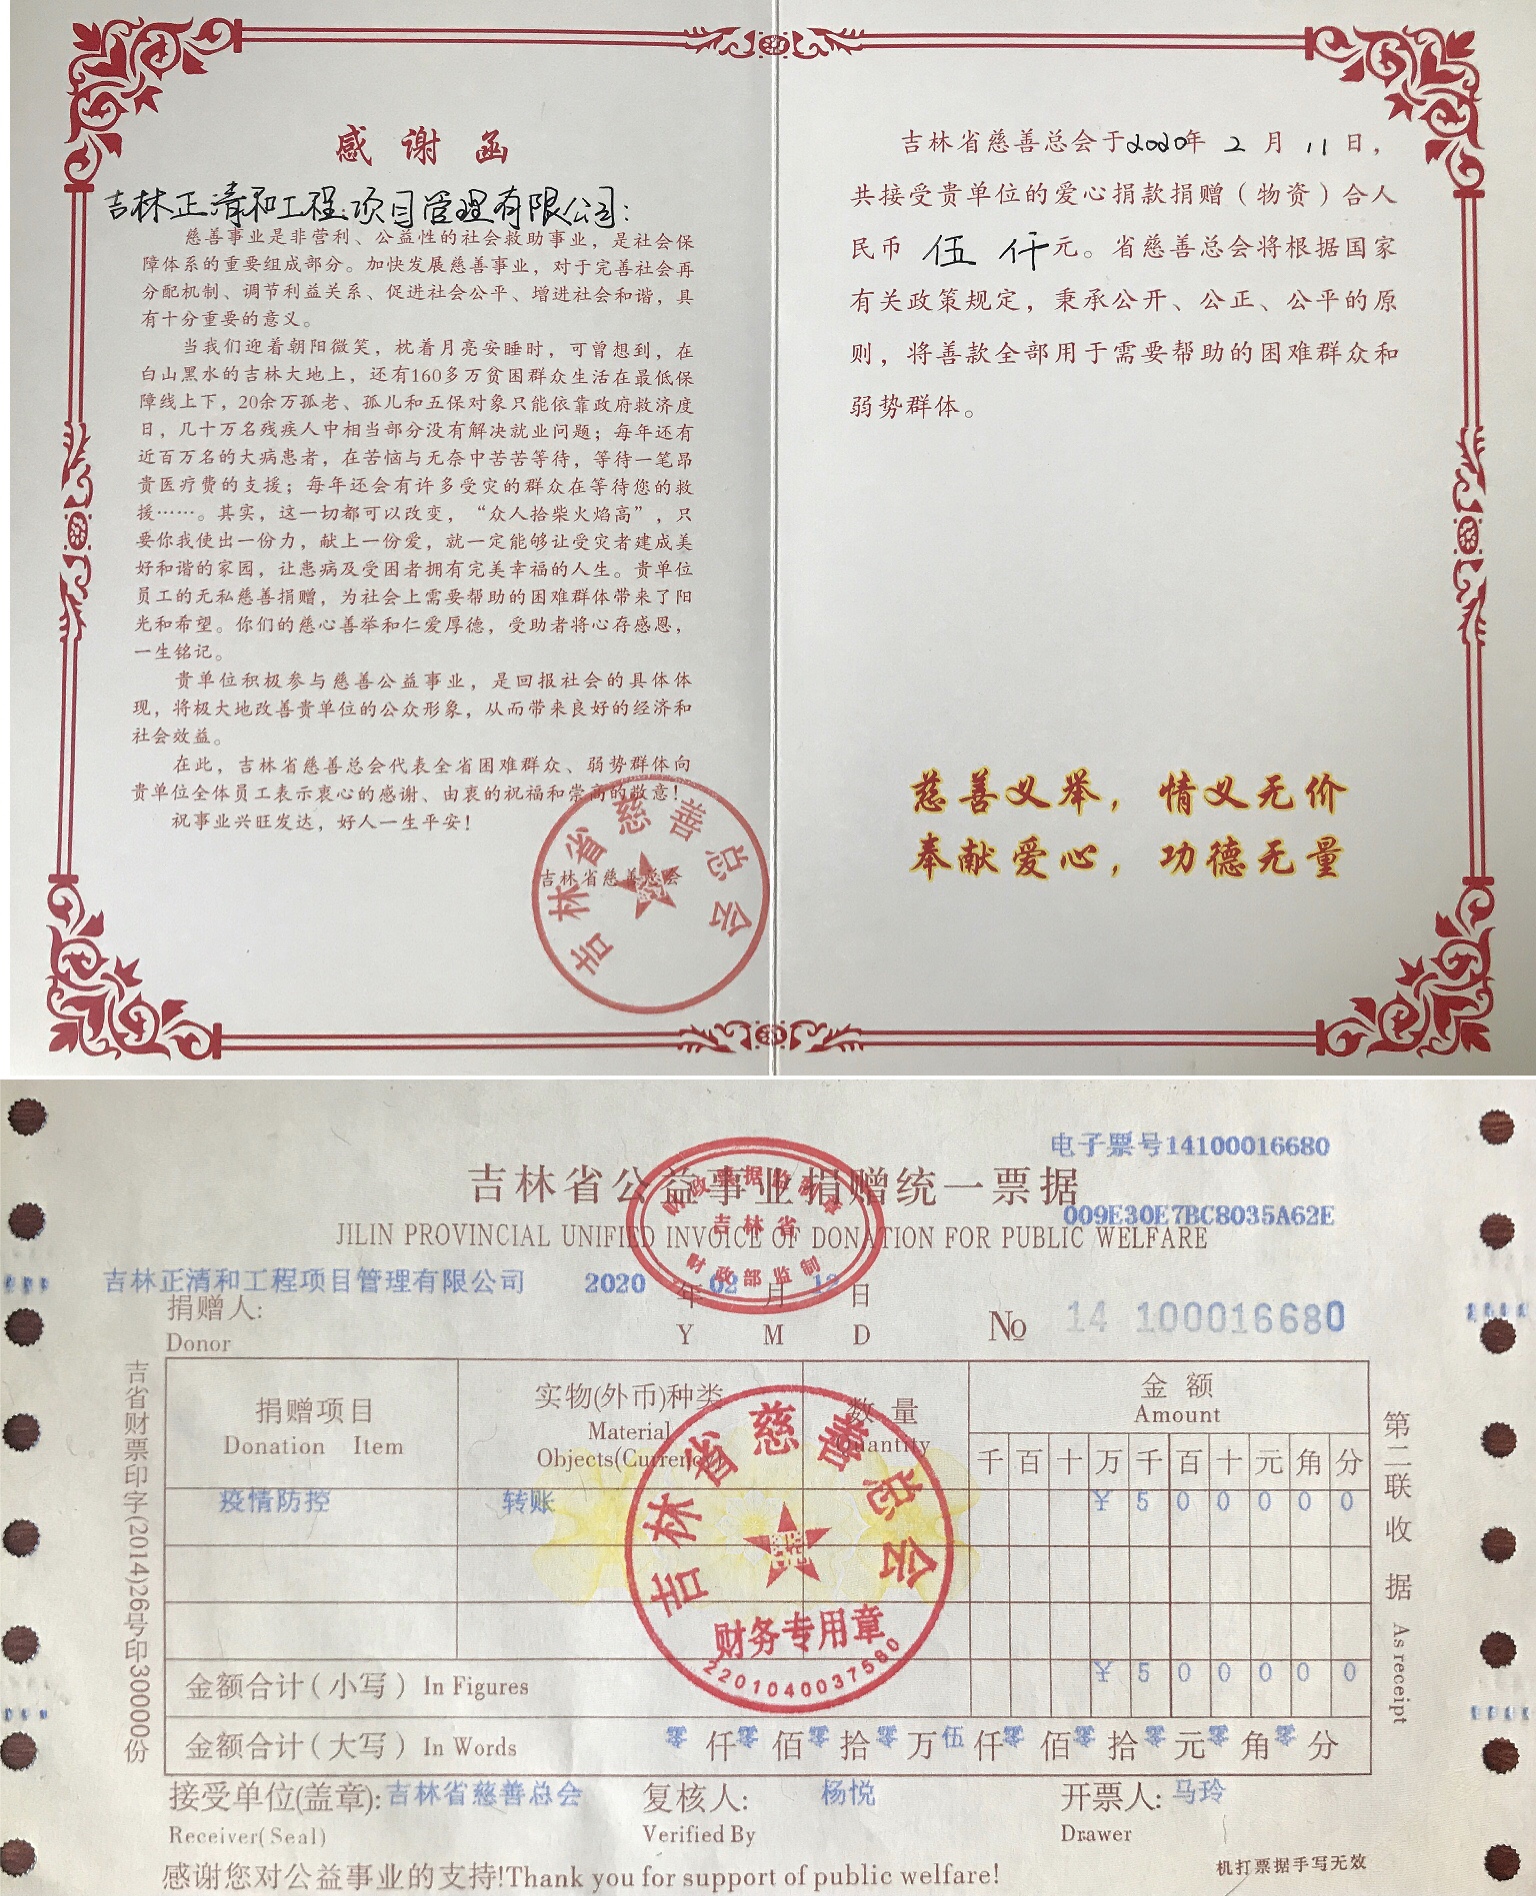 感谢函
吉林正清和工程项目管理有限公司:
慈善事业是非营利、公益性的社会救助事业，是社会保
障体系的重要组成部分。加快发展慈善事业，对于完善社会再
分配机制、调节利益关系、促进社会公平、增进社会和谐，具
有十分重要的意义。
当我们迎着朝阳微笑，枕着月亮安睡时，可曾想到，在
白山黑水的吉林大地上，还有160多万贫困群众生活在最低保
障线上下，20余万孤老、孤儿和五保对象只能依靠政府救济度
日，几十万名残疾人中相当部分没有解决就业问题；每年还有
近百万名的大病患者，在苦恼与无奈中苦苦等待，等待一笔昂
贵医疗费的支援；每年还会有许多受灾的群众在等待您的救
援……。其实，这一切都可以改变，“众人拾柴火焰高”，只
要你我使出一份力，献上一份爱，就一定能够让受灾者建成美
好和谐的家园，让患病及受困者拥有完美幸福的人生。贵单位
员工的无私慈善捐赠，为社会上需要帮助的困难群体带来了阳
光和希望。你们的慈心善举和仁爱厚德，受助者将心存感恩，
一生铭记。
贵单位积极参与慈善公益事业，是回报社会的具体体
现，将极大地改善贵单位的公众形象，从而带来良好的经济和
社会效益。
在此，吉林省慈善总会代表全省困难群众、弱势群体向
贵单位全体员工表示衷心的感谢、由衷的祝福和崇高的敬意！
祝事业兴旺发达，好人一生平安！
吉林省慈善总会
吉林省慈善总会
吉林省慈善总会于2020年2月11日，
共接受贵单位的爱心捐款捐赠（物资）合人
民币 伍仟元。省慈善总会将根据国家
有关政策规定，秉承公开、公正、公平的原
则，将善款全部用于需要帮助的困难群众和
弱势群体。
慈善义举，情义无价
奉献爱心，功德无量
电子票号14100016680
吉林省公益事业捐赠统一票据
009E30E7BC8035A62E
JILIN PROVINCIAL UNIFIED INVOICE OF DONATION FOR PUBLIC WELFARE
吉林省
财政部监制
吉林正清和工程项目管理有限公司 2020 年 02 月 日
捐赠人:
Donor Y M D
No 14 100016680
吉省财票印字(2014)26号印30000份
捐赠项目 实物(外币)种类 数量 金额
Donation Item Material Objects(Currency) Quantity Amount
千 百 十 万 千 百 十 元 角 分
疫情防控 转账 ¥ 5 0 0 0 0 0
金额合计(小写) In Figures ¥ 5 0 0 0 0 0
金额合计(大写) In Words 零仟零佰零拾零万伍仟零佰零拾零元零角零分
吉林省慈善总会
财务专用章
2201040037580
第二联收据 As receipt
接受单位(盖章):吉林省慈善总会 复核人: 杨悦 开票人: 马玲
Receiver(Seal) Verified By Drawer
感谢您对公益事业的支持!Thank you for support of public welfare!
机打票据手写无效